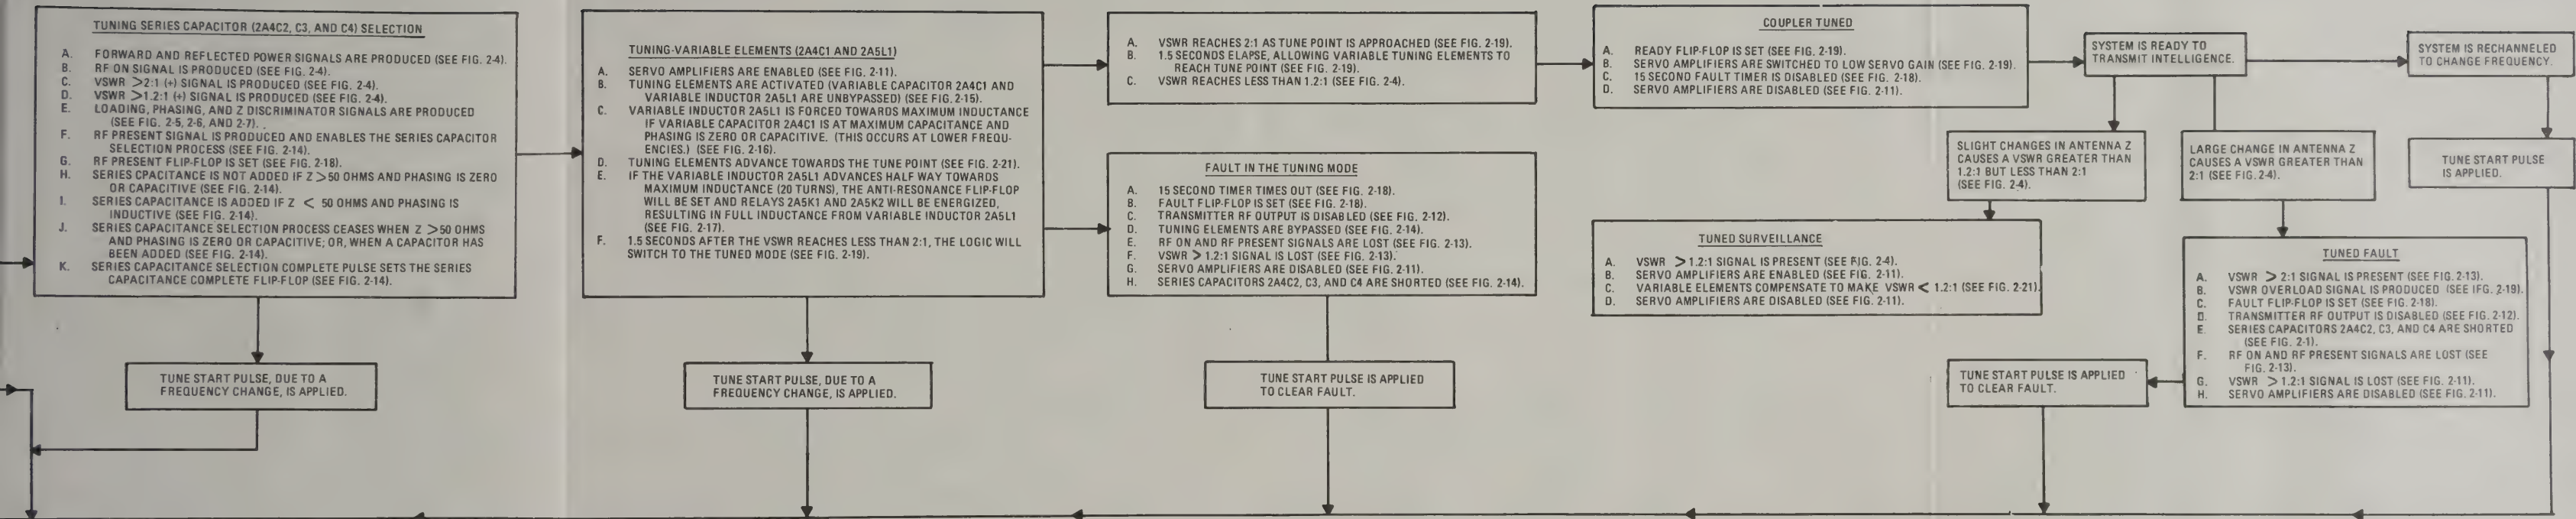 TUNING SERIES CAPACITOR (2A4C2, C3, AND C4) SELECTION
A. FORWARD AND REFLECTED POWER SIGNALS ARE PRODUCED (SEE FIG. 2-4).
B. RF ON SIGNAL IS PRODUCED (SEE FIG. 2-4).
C. VSWR >2:1 (+) SIGNAL IS PRODUCED (SEE FIG. 2-4).
D. VSWR >1.2:1 (+) SIGNAL IS PRODUCED (SEE FIG. 2-4).
E. LOADING, PHASING, AND Z DISCRIMINATOR SIGNALS ARE PRODUCED
(SEE FIG. 2-5, 2-6, AND 2-7).
F. RF PRESENT SIGNAL IS PRODUCED AND ENABLES THE SERIES CAPACITOR
SELECTION PROCESS (SEE FIG. 2-14).
G. RF PRESENT FLIP-FLOP IS SET (SEE FIG. 2-18).
H. SERIES CPACITANCE IS NOT ADDED IF Z >50 OHMS AND PHASING IS ZERO
OR CAPACITIVE (SEE FIG. 2-14).
I. SERIES CAPACITANCE IS ADDED IF Z < 50 OHMS AND PHASING IS
INDUCTIVE (SEE FIG. 2-14).
J. SERIES CAPACITANCE SELECTION PROCESS CEASES WHEN Z >50 OHMS
AND PHASING IS ZERO OR CAPACITIVE; OR, WHEN A CAPACITOR HAS
BEEN ADDED (SEE FIG. 2-14).
K. SERIES CAPACITANCE SELECTION COMPLETE PULSE SETS THE SERIES
CAPACITANCE COMPLETE FLIP-FLOP (SEE FIG. 2-14).
TUNE START PULSE, DUE TO A
FREQUENCY CHANGE, IS APPLIED.
TUNING-VARIABLE ELEMENTS (2A4C1 AND 2A5L1)
A. SERVO AMPLIFIERS ARE ENABLED (SEE FIG. 2-11).
B. TUNING ELEMENTS ARE ACTIVATED (VARIABLE CAPACITOR 2A4C1 AND
VARIABLE INDUCTOR 2A5L1 ARE UNBYPASSED) (SEE FIG. 2-15).
C. VARIABLE INDUCTOR 2A5L1 IS FORCED TOWARDS MAXIMUM INDUCTANCE
IF VARIABLE CAPACITOR 2A4C1 IS AT MAXIMUM CAPACITANCE AND
PHASING IS ZERO OR CAPACITIVE. (THIS OCCURS AT LOWER FREQU-
ENCIES.) (SEE FIG. 2-16).
D. TUNING ELEMENTS ADVANCE TOWARDS THE TUNE POINT (SEE FIG. 2-21).
E. IF THE VARIABLE INDUCTOR 2A5L1 ADVANCES HALF WAY TOWARDS
MAXIMUM INDUCTANCE (20 TURNS), THE ANTI-RESONANCE FLIP-FLOP
WILL BE SET AND RELAYS 2A5K1 AND 2A5K2 WILL BE ENERGIZED,
RESULTING IN FULL INDUCTANCE FROM VARIABLE INDUCTOR 2A5L1
(SEE FIG. 2-17).
F. 1.5 SECONDS AFTER THE VSWR REACHES LESS THAN 2:1, THE LOGIC WILL
SWITCH TO THE TUNED MODE (SEE FIG. 2-19).
TUNE START PULSE, DUE TO A
FREQUENCY CHANGE, IS APPLIED.
A. VSWR REACHES 2:1 AS TUNE POINT IS APPROACHED (SEE FIG. 2-19).
B. 1.5 SECONDS ELAPSE, ALLOWING VARIABLE TUNING ELEMENTS TO
REACH TUNE POINT (SEE FIG. 2-19).
C. VSWR REACHES LESS THAN 1.2:1 (SEE FIG. 2-4).
FAULT IN THE TUNING MODE
A. 15 SECOND TIMER TIMES OUT (SEE FIG. 2-18).
B. FAULT FLIP-FLOP IS SET (SEE FIG. 2-18).
C. TRANSMITTER RF OUTPUT IS DISABLED (SEE FIG. 2-12).
D. TUNING ELEMENTS ARE BYPASSED (SEE FIG. 2-14).
E. RF ON AND RF PRESENT SIGNALS ARE LOST (SEE FIG. 2-13).
F. VSWR > 1.2:1 SIGNAL IS LOST (SEE FIG. 2-13).
G. SERVO AMPLIFIERS ARE DISABLED (SEE FIG. 2-11).
H. SERIES CAPACITORS 2A4C2, C3, AND C4 ARE SHORTED (SEE FIG. 2-14).
TUNE START PULSE IS APPLIED
TO CLEAR FAULT.
COUPLER TUNED
A. READY FLIP-FLOP IS SET (SEE FIG. 2-19).
B. SERVO AMPLIFIERS ARE SWITCHED TO LOW SERVO GAIN (SEE FIG. 2-19).
C. 15 SECOND FAULT TIMER IS DISABLED (SEE FIG. 2-18).
D. SERVO AMPLIFIERS ARE DISABLED (SEE FIG. 2-11).
SYSTEM IS READY TO
TRANSMIT INTELLIGENCE.
SYSTEM IS RECHANNELED
TO CHANGE FREQUENCY.
SLIGHT CHANGES IN ANTENNA Z
CAUSES A VSWR GREATER THAN
1.2:1 BUT LESS THAN 2:1
(SEE FIG. 2-4).
LARGE CHANGE IN ANTENNA Z
CAUSES A VSWR GREATER THAN
2:1 (SEE FIG. 2-4).
TUNE START PULSE
IS APPLIED.
TUNED SURVEILLANCE
A. VSWR >1.2:1 SIGNAL IS PRESENT (SEE FIG. 2-4).
B. SERVO AMPLIFIERS ARE ENABLED (SEE FIG. 2-11).
C. VARIABLE ELEMENTS COMPENSATE TO MAKE VSWR < 1.2:1 (SEE FIG. 2-21).
D. SERVO AMPLIFIERS ARE DISABLED (SEE FIG. 2-11).
TUNED FAULT
A. VSWR > 2:1 SIGNAL IS PRESENT (SEE FIG. 2-13).
B. VSWR OVERLOAD SIGNAL IS PRODUCED (SEE IFG. 2-19).
C. FAULT FLIP-FLOP IS SET (SEE FIG. 2-18).
D. TRANSMITTER RF OUTPUT IS DISABLED (SEE FIG. 2-12).
E. SERIES CAPACITORS 2A4C2, C3, AND C4 ARE SHORTED
(SEE FIG. 2-1).
F. RF ON AND RF PRESENT SIGNALS ARE LOST (SEE
FIG. 2-13).
G. VSWR > 1.2:1 SIGNAL IS LOST (SEE FIG. 2-11).
H. SERVO AMPLIFIERS ARE DISABLED (SEE FIG. 2-11).
TUNE START PULSE IS APPLIED
TO CLEAR FAULT.